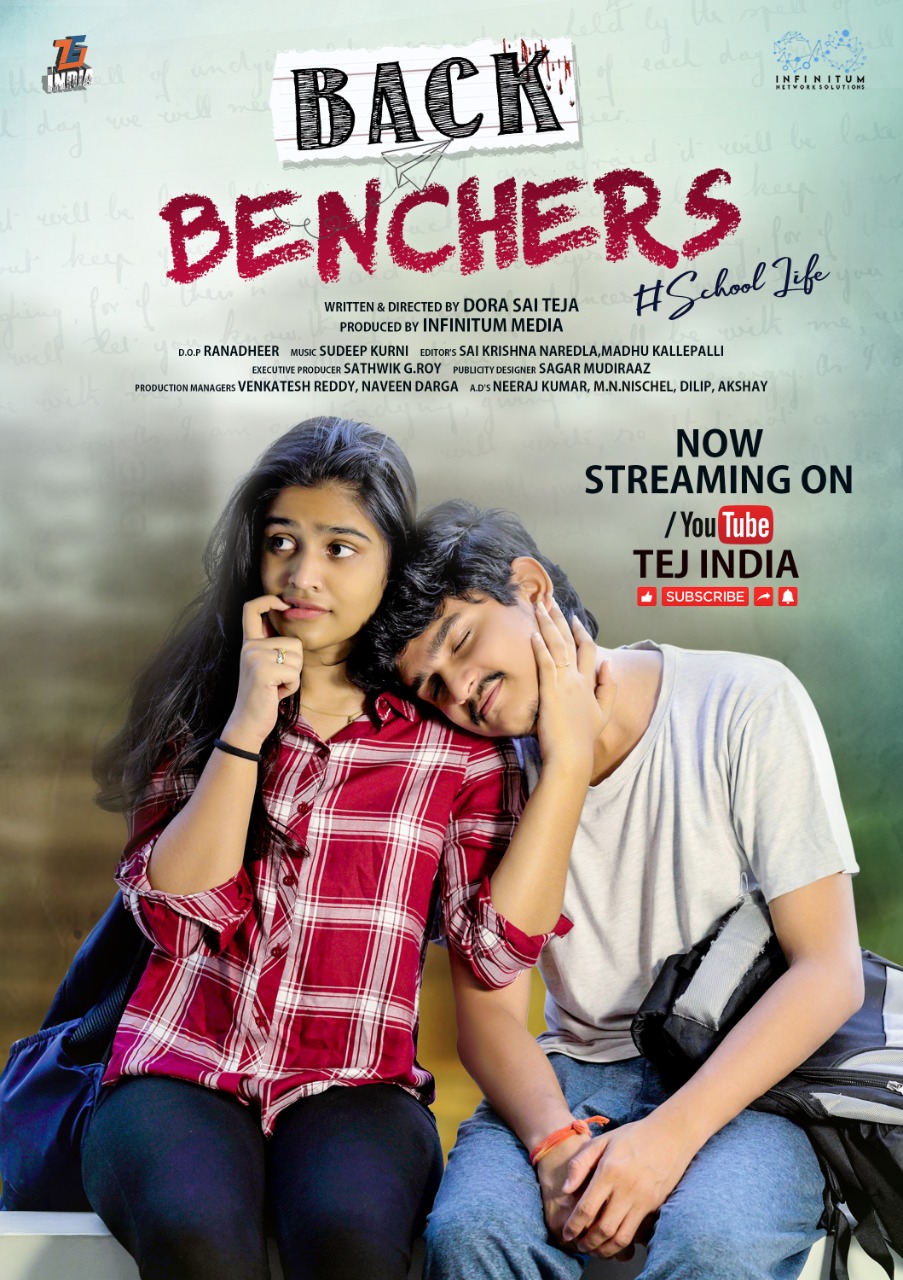 INDIA
INFINITUM
NETWORK SOLUTIONS
BACK
BENCHERS
#School Life
WRITTEN & DIRECTED BY DORA SAI TEJA
PRODUCED BY INFINITUM MEDIA
D.O.P RANADHEER MUSIC SUDEEP KURNI EDITOR'S SAI KRISHNA NAREDLA,MADHU KALLEPALLI
EXECUTIVE PRODUCER SATHWIK G.ROY PUBLICITY DESIGNER SAGAR MUDIRAAZ
PRODUCTION MANAGERS VENKATESH REDDY, NAVEEN DARGA A.D'S NEERAJ KUMAR, M.N.NISCHEL, DILIP, AKSHAY
NOW
STREAMING ON
/YouTube
TEJ INDIA
SUBSCRIBE